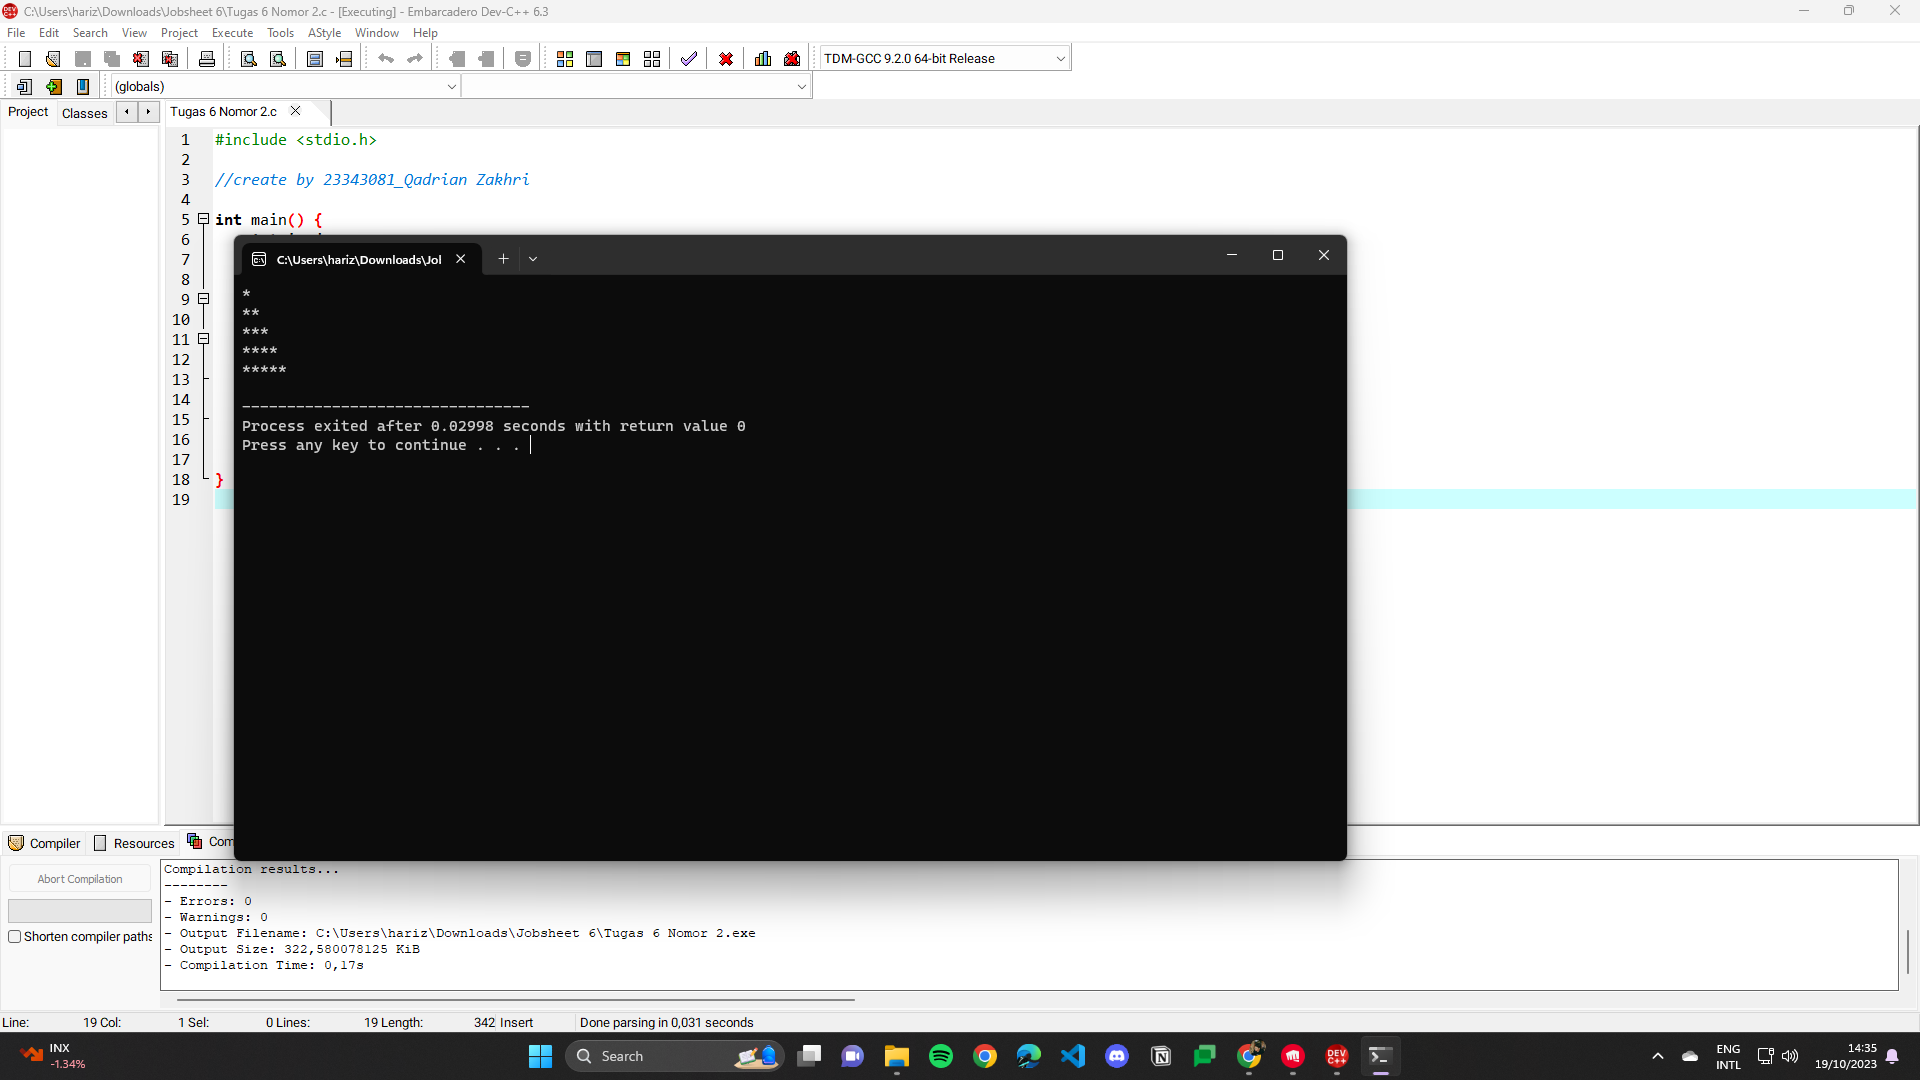 C:\Users\hariz\Downloads\Jobsheet 6\Tugas 6 Nomor 2.c - [Executing] - Embarcadero Dev-C++ 6.3
File Edit Search View Project Execute Tools AStyle Window Help
TDM-GCC 9.2.0 64-bit Release
(globals)
Project Classes
Tugas 6 Nomor 2.c
1 #include <stdio.h>
2
3 //create by 23343081_Qadrian Zakhri
4
5 int main() {
6
7
8
9
10
11
12
13
14
15
16
17
18 }
19
C:\Users\hariz\Downloads\Jol
*
**
***
****
*****
--------------------------------
Process exited after 0.02998 seconds with return value 0
Press any key to continue . . .
Compiler Resources Com
Abort Compilation
Shorten compiler paths
Compilation results...
--------
- Errors: 0
- Warnings: 0
- Output Filename: C:\Users\hariz\Downloads\Jobsheet 6\Tugas 6 Nomor 2.exe
- Output Size: 322,580078125 KiB
- Compilation Time: 0,17s
Line: 19 Col: 1 Sel: 0 Lines: 19 Length: 342 Insert Done parsing in 0,031 seconds
INX
-1.34%
Search
DEV C++
ENG
INTL
14:35
19/10/2023